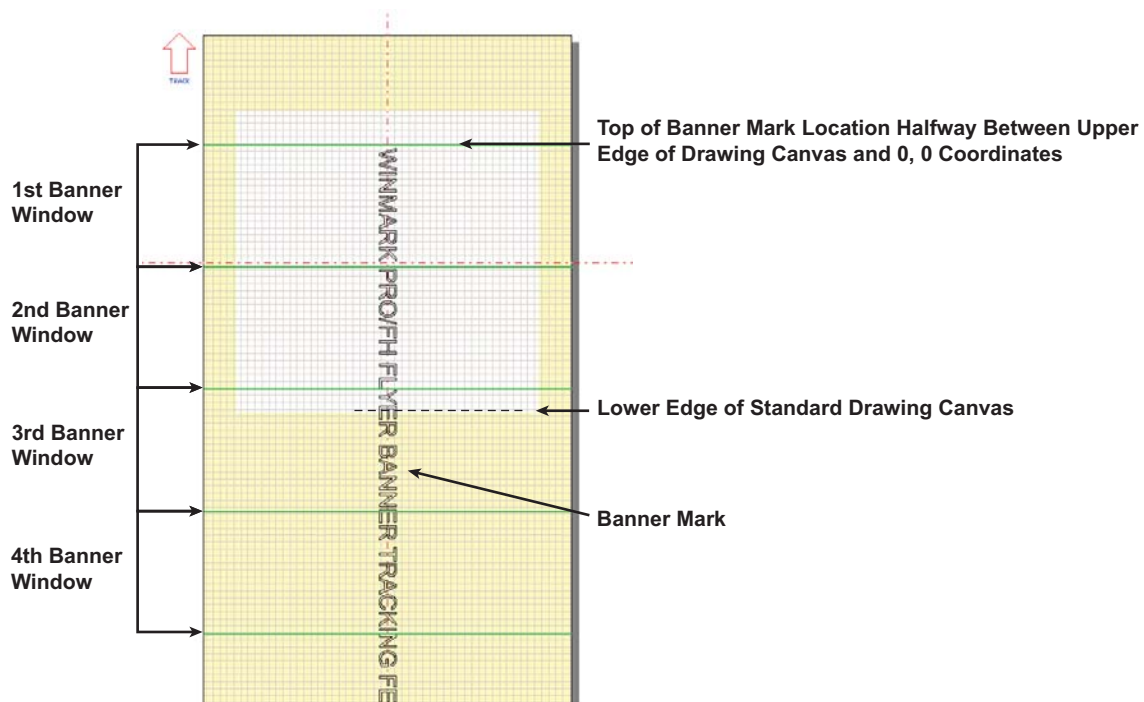 TRACK
Top of Banner Mark Location Halfway Between Upper
Edge of Drawing Canvas and 0, 0 Coordinates
1st Banner
Window
2nd Banner
Window
Lower Edge of Standard Drawing Canvas
3rd Banner
Window
Banner Mark
4th Banner
Window
WINMARK PRO/FH FLYER BANNER TRACKING FE